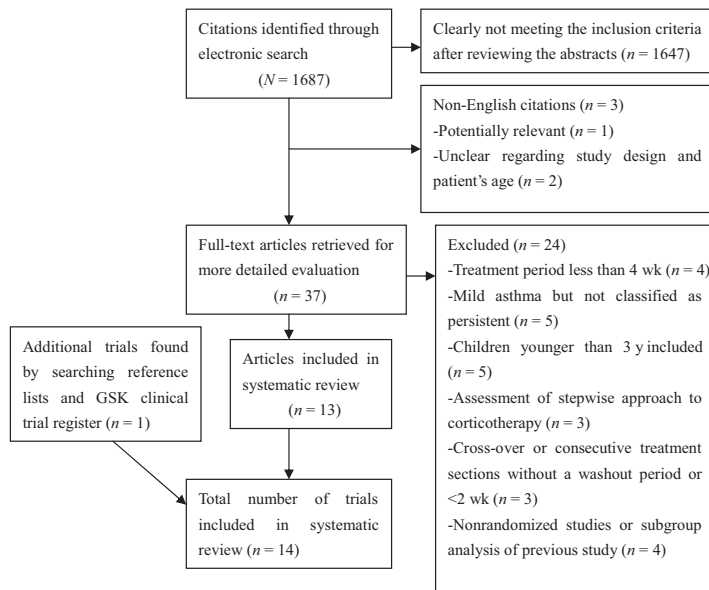 Citations identified through
electronic search
(N = 1687)
Clearly not meeting the inclusion criteria
after reviewing the abstracts (n = 1647)
Non-English citations (n = 3)
-Potentially relevant (n = 1)
-Unclear regarding study design and
patient's age (n = 2)
Full-text articles retrieved for
more detailed evaluation
(n = 37)
Excluded (n = 24)
-Treatment period less than 4 wk (n = 4)
-Mild asthma but not classified as
persistent (n = 5)
-Children younger than 3 y included
(n = 5)
-Assessment of stepwise approach to
corticotherapy (n = 3)
-Cross-over or consecutive treatment
sections without a washout period or
<2 wk (n = 3)
-Nonrandomized studies or subgroup
analysis of previous study (n = 4)
Additional trials found
by searching reference
lists and GSK clinical
trial register (n = 1)
Articles included in
systematic review
(n = 13)
Total number of trials
included in systematic
review (n = 14)